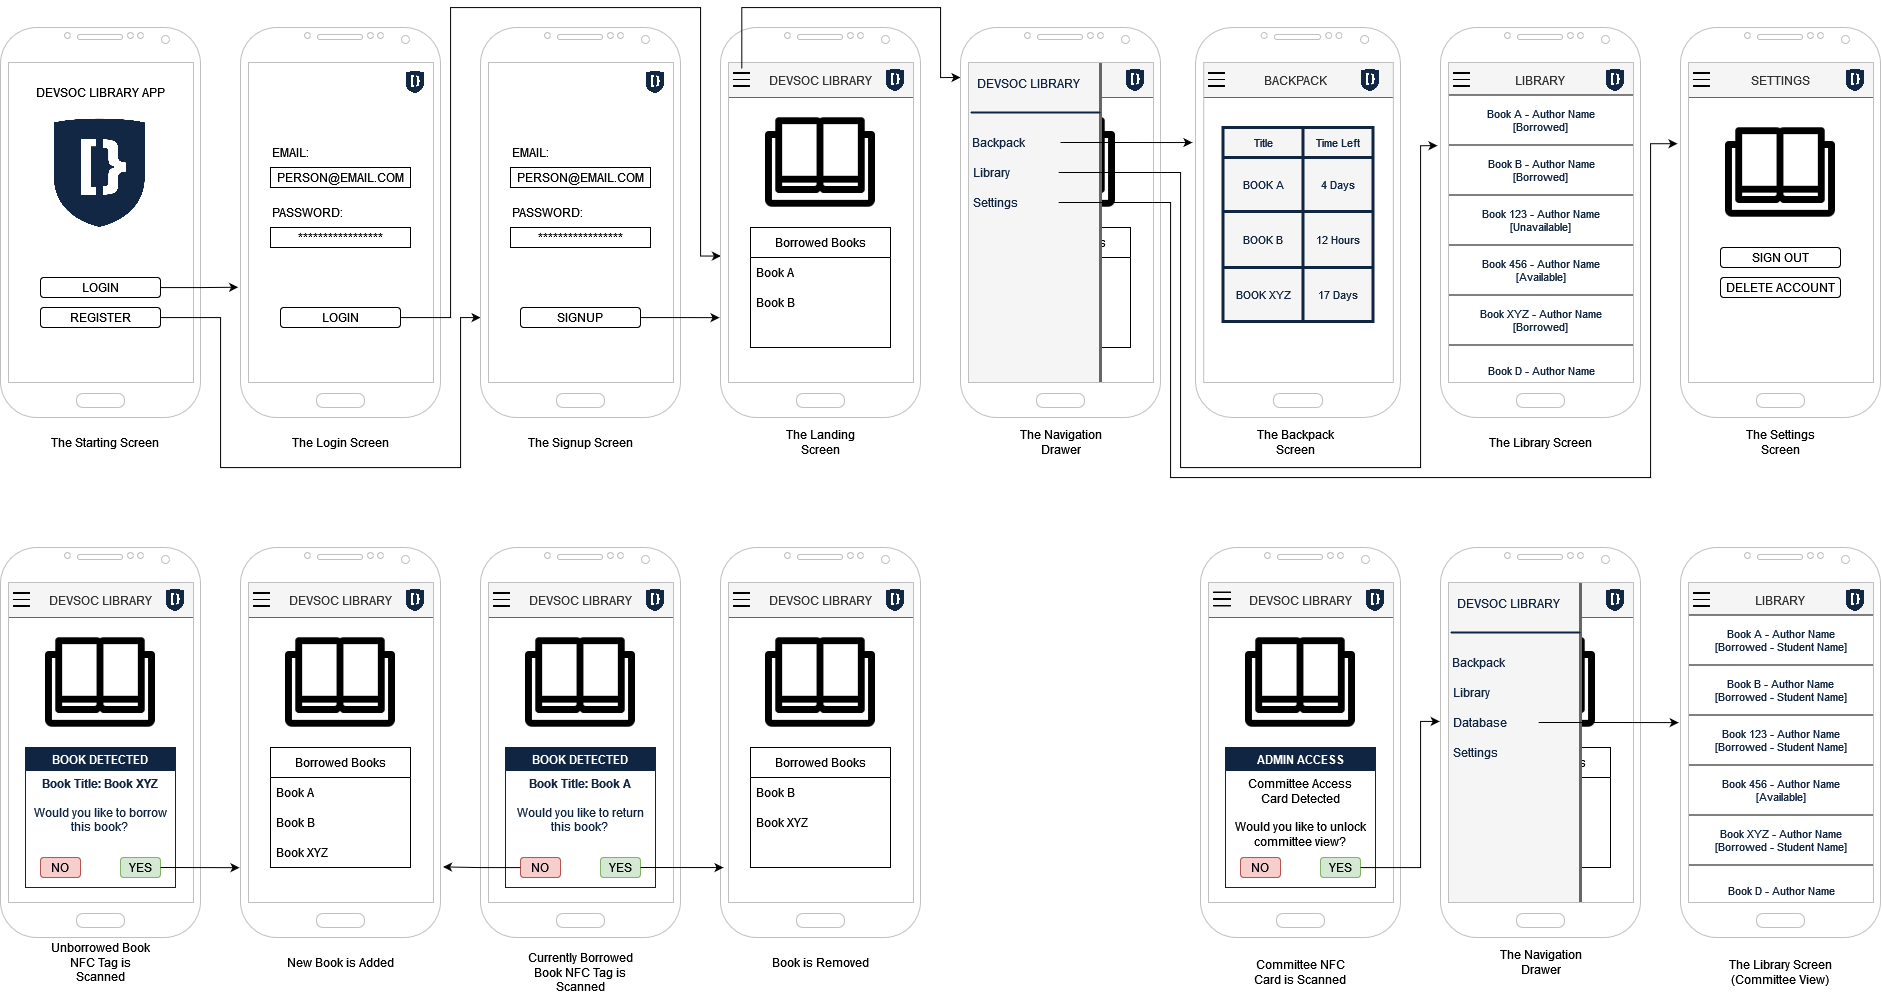 DEVSOC LIBRARY APP
LOGIN
REGISTER
The Starting Screen
EMAIL:
PERSON@EMAIL.COM
PASSWORD:
*****************
LOGIN
The Login Screen
EMAIL:
PERSON@EMAIL.COM
PASSWORD:
*****************
SIGNUP
The Signup Screen
DEVSOC LIBRARY
Borrowed Books
Book A
Book B
The Landing
Screen
DEVSOC LIBRARY
Backpack
Library
Settings
s
The Navigation
Drawer
BACKPACK
Title Time Left
BOOK A 4 Days
BOOK B 12 Hours
BOOK XYZ 17 Days
The Backpack
Screen
LIBRARY
Book A - Author Name
[Borrowed]
Book B - Author Name
[Borrowed]
Book 123 - Author Name
[Unavailable]
Book 456 - Author Name
[Available]
Book XYZ - Author Name
[Borrowed]
Book D - Author Name
The Library Screen
SETTINGS
SIGN OUT
DELETE ACCOUNT
The Settings
Screen
DEVSOC LIBRARY
BOOK DETECTED
Book Title: Book XYZ
Would you like to borrow
this book?
NO YES
Unborrowed Book
NFC Tag is
Scanned
DEVSOC LIBRARY
Borrowed Books
Book A
Book B
Book XYZ
New Book is Added
DEVSOC LIBRARY
BOOK DETECTED
Book Title: Book A
Would you like to return
this book?
NO YES
Currently Borrowed
Book NFC Tag is
Scanned
DEVSOC LIBRARY
Borrowed Books
Book B
Book XYZ
Book is Removed
DEVSOC LIBRARY
ADMIN ACCESS
Committee Access
Card Detected
Would you like to unlock
committee view?
NO YES
Committee NFC
Card is Scanned
DEVSOC LIBRARY
Backpack
Library
Database
Settings
s
The Navigation
Drawer
LIBRARY
Book A - Author Name
[Borrowed - Student Name]
Book B - Author Name
[Borrowed - Student Name]
Book 123 - Author Name
[Borrowed - Student Name]
Book 456 - Author Name
[Available]
Book XYZ - Author Name
[Borrowed - Student Name]
Book D - Author Name
The Library Screen
(Committee View)